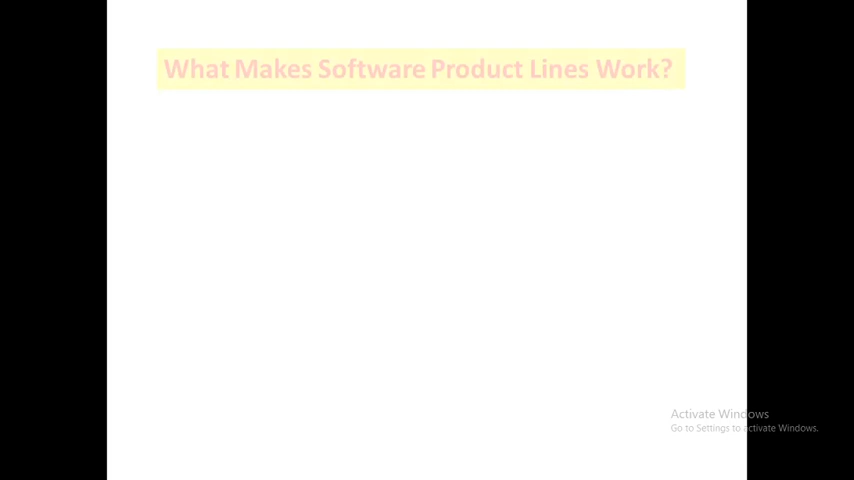 What Makes Software Product Lines Work?
Activate Windows
Go to Settings to activate Windows.